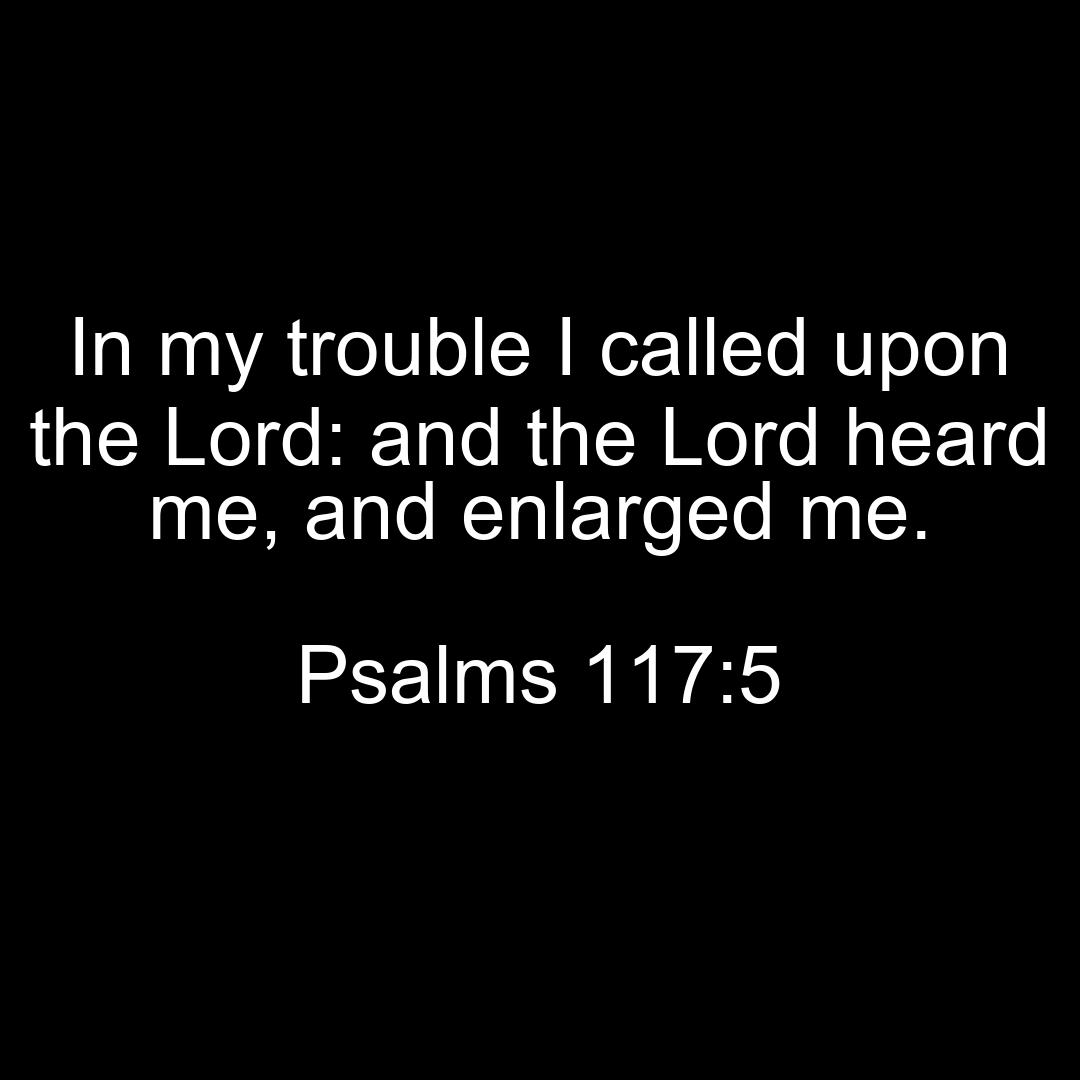 In my trouble I called upon
the Lord: and the Lord heard
me, and enlarged me.
Psalms 117:5